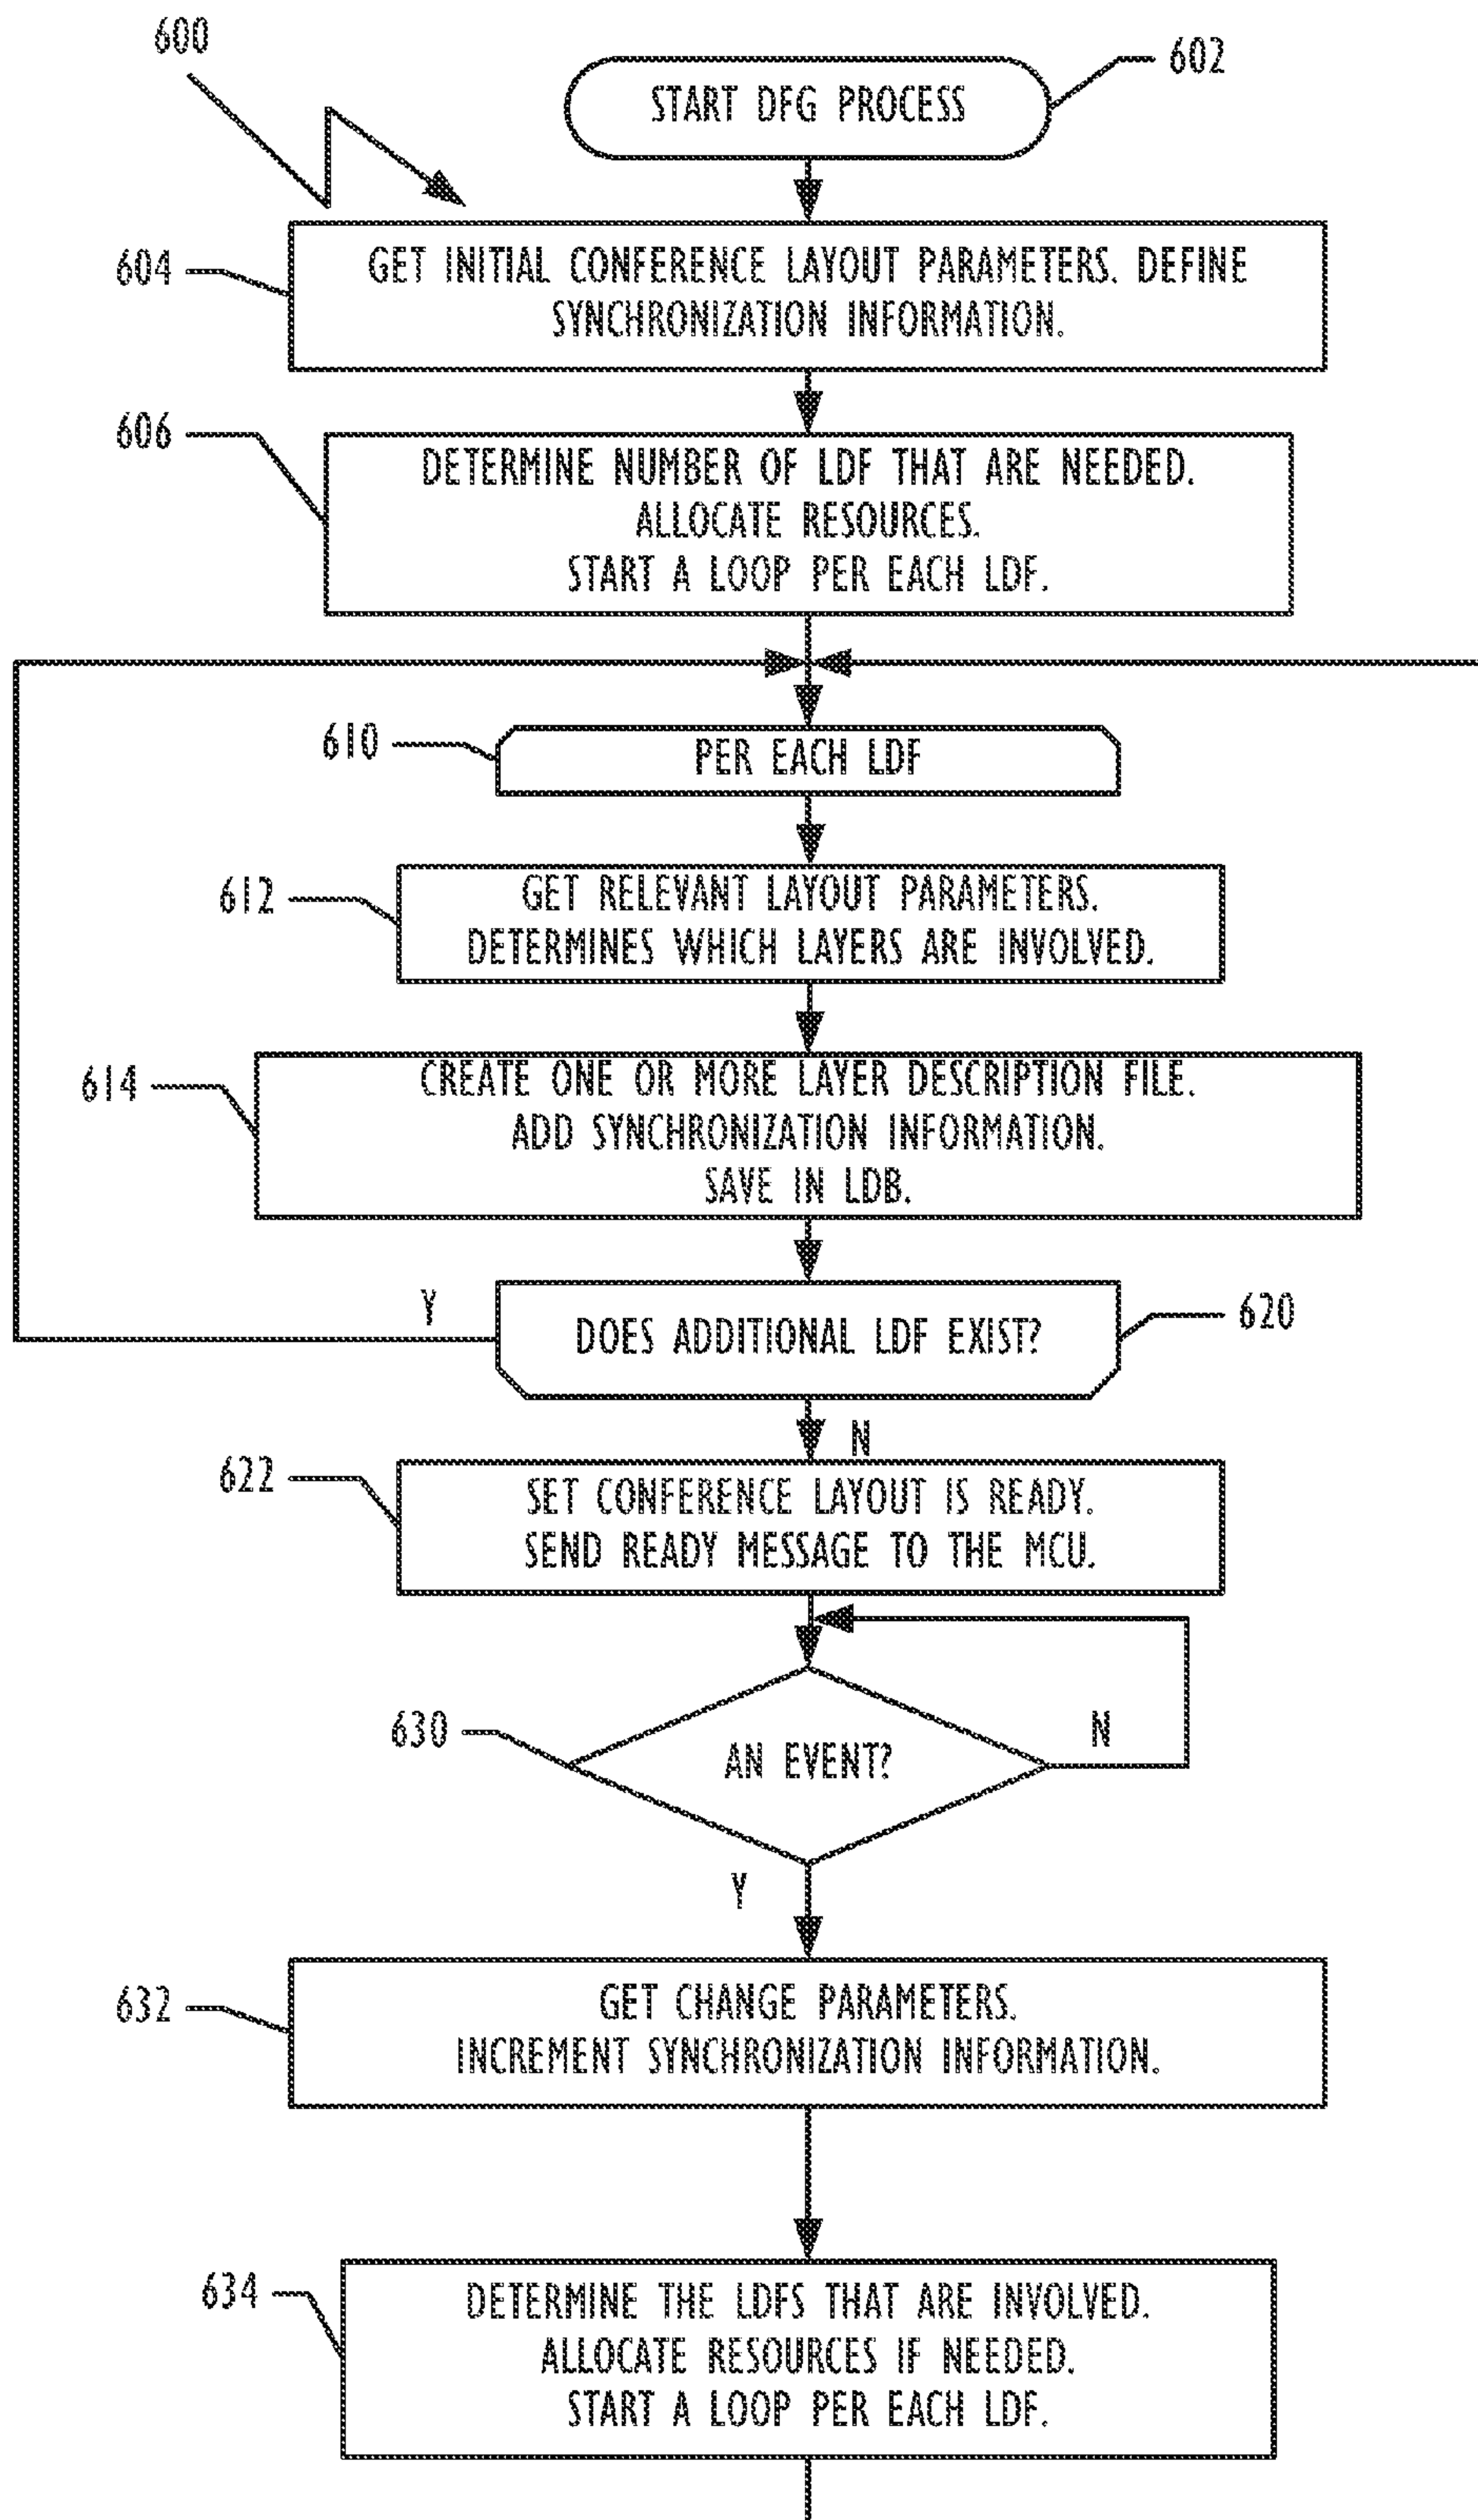 600
602
START DFG PROCESS
604
GET INITIAL CONFERENCE LAYOUT PARAMETERS. DEFINE
SYNCHRONIZATION INFORMATION.
606
DETERMINE NUMBER OF LDF THAT ARE NEEDED.
ALLOCATE RESOURCES.
START A LOOP PER EACH LDF.
610
PER EACH LDF
612
GET RELEVANT LAYOUT PARAMETERS.
DETERMINES WHICH LAYERS ARE INVOLVED.
614
CREATE ONE OR MORE LAYER DESCRIPTION FILE.
ADD SYNCHRONIZATION INFORMATION.
SAVE IN LDB.
Y
620
DOES ADDITIONAL LDF EXIST?
N
622
SET CONFERENCE LAYOUT IS READY.
SEND READY MESSAGE TO THE MCU.
630
AN EVENT?
N
Y
632
GET CHANGE PARAMETERS.
INCREMENT SYNCHRONIZATION INFORMATION.
634
DETERMINE THE LDFS THAT ARE INVOLVED.
ALLOCATE RESOURCES IF NEEDED.
START A LOOP PER EACH LDF.